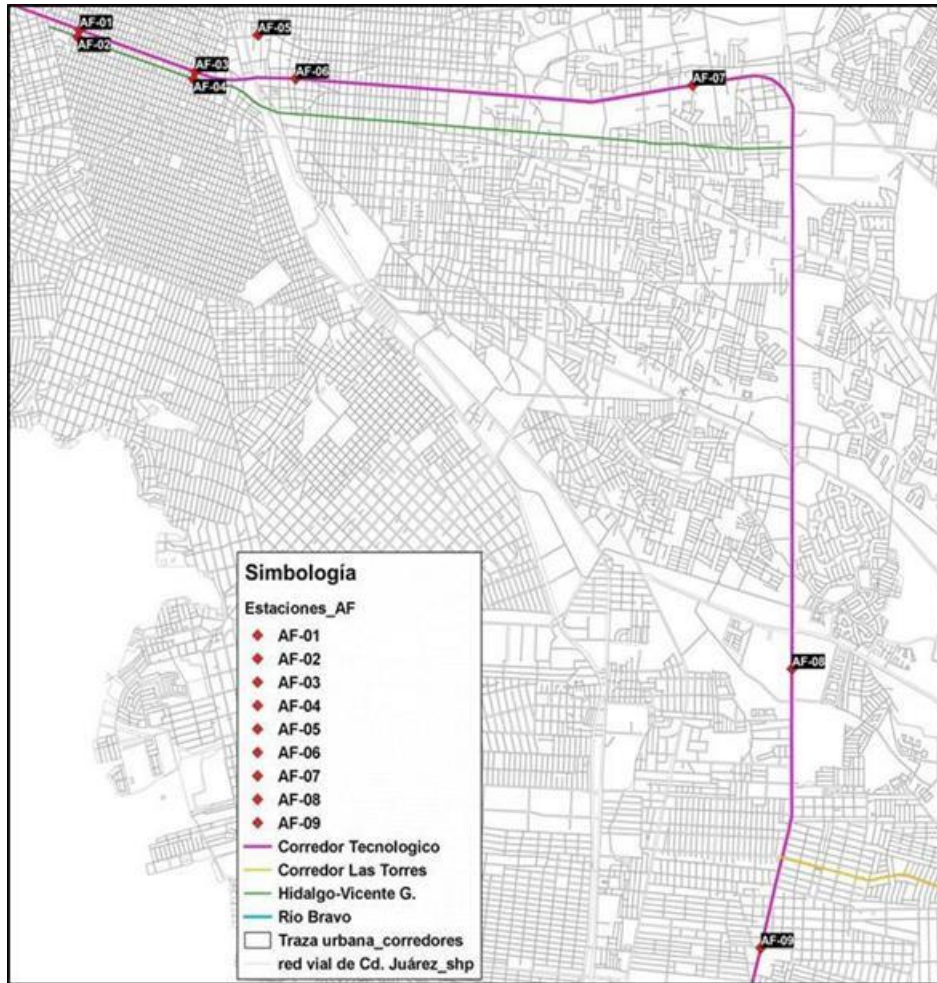 AF-01
AF-02
AF-05
AF-03
AF-04
AF-06
AF-07
AF-08
AF-09
Simbología
Estaciones_AF
AF-01
AF-02
AF-03
AF-04
AF-05
AF-06
AF-07
AF-08
AF-09
Corredor Tecnologico
Corredor Las Torres
Hidalgo-Vicente G.
Rio Bravo
Traza urbana_corredores
red vial de Cd. Juárez_shp